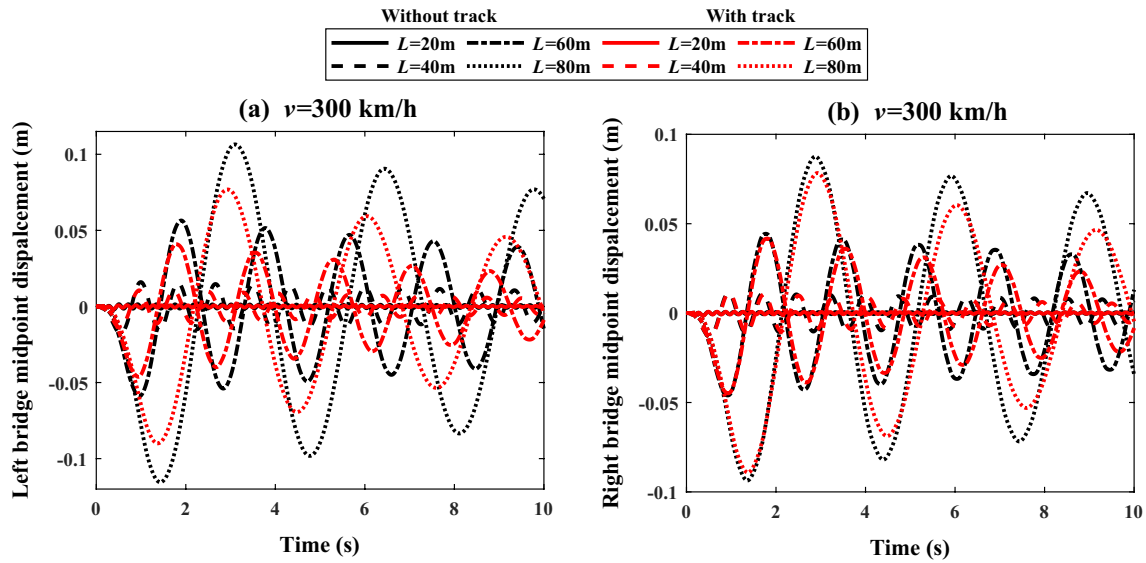 Without track With track
L=20m L=60m L=20m L=60m
L=40m L=80m L=40m L=80m
(a) v=300 km/h
Left bridge midpoint dispalcement (m)
0.1
0.05
0
-0.05
-0.1
0 2 4 6 8 10
Time (s)
(b) v=300 km/h
Right bridge midpoint dispalcement (m)
0.1
0.05
0
-0.05
-0.1
0 2 4 6 8 10
Time (s)